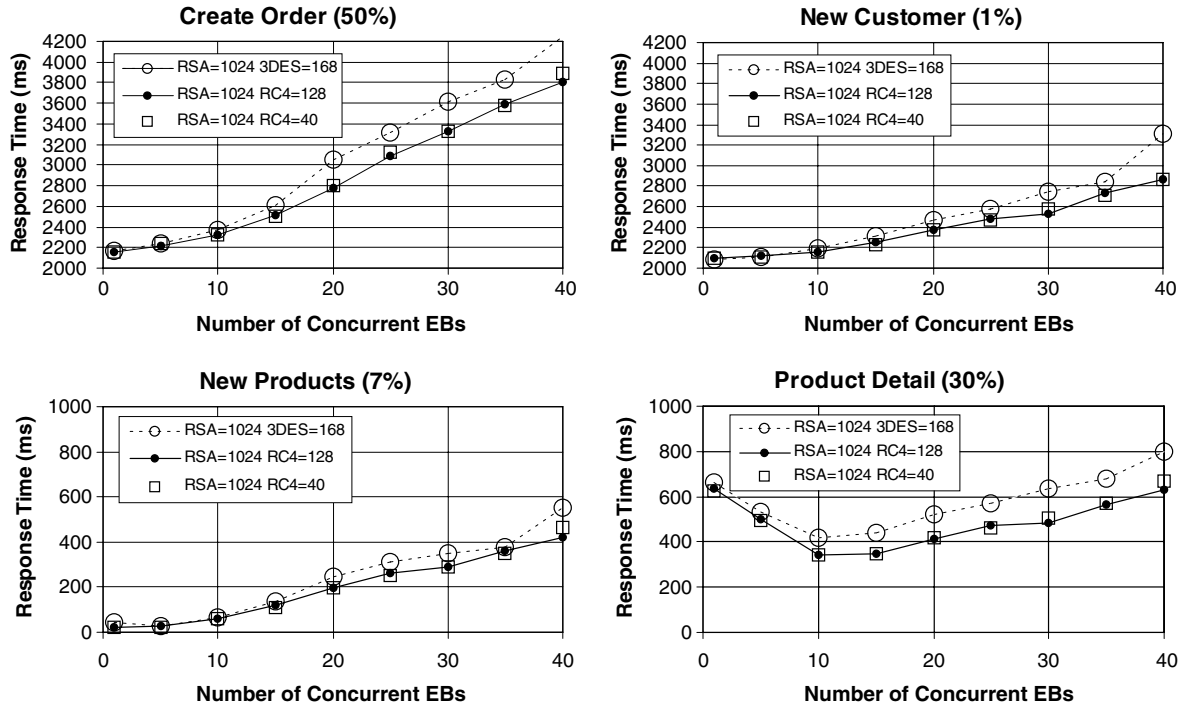 Create Order (50%)
Response Time (ms)
4200
4000
3800
3600
3400
3200
3000
2800
2600
2400
2200
2000
RSA=1024 3DES=168
RSA=1024 RC4=128
RSA=1024 RC4=40
0 10 20 30 40
Number of Concurrent EBs
New Customer (1%)
Response Time (ms)
4200
4000
3800
3600
3400
3200
3000
2800
2600
2400
2200
2000
RSA=1024 3DES=168
RSA=1024 RC4=128
RSA=1024 RC4=40
0 10 20 30 40
Number of Concurrent EBs
New Products (7%)
Response Time (ms)
1000
800
600
400
200
0
RSA=1024 3DES=168
RSA=1024 RC4=128
RSA=1024 RC4=40
0 10 20 30 40
Number of Concurrent EBs
Product Detail (30%)
Response Time (ms)
1000
800
600
400
200
0
RSA=1024 3DES=168
RSA=1024 RC4=128
RSA=1024 RC4=40
0 10 20 30 40
Number of Concurrent EBs